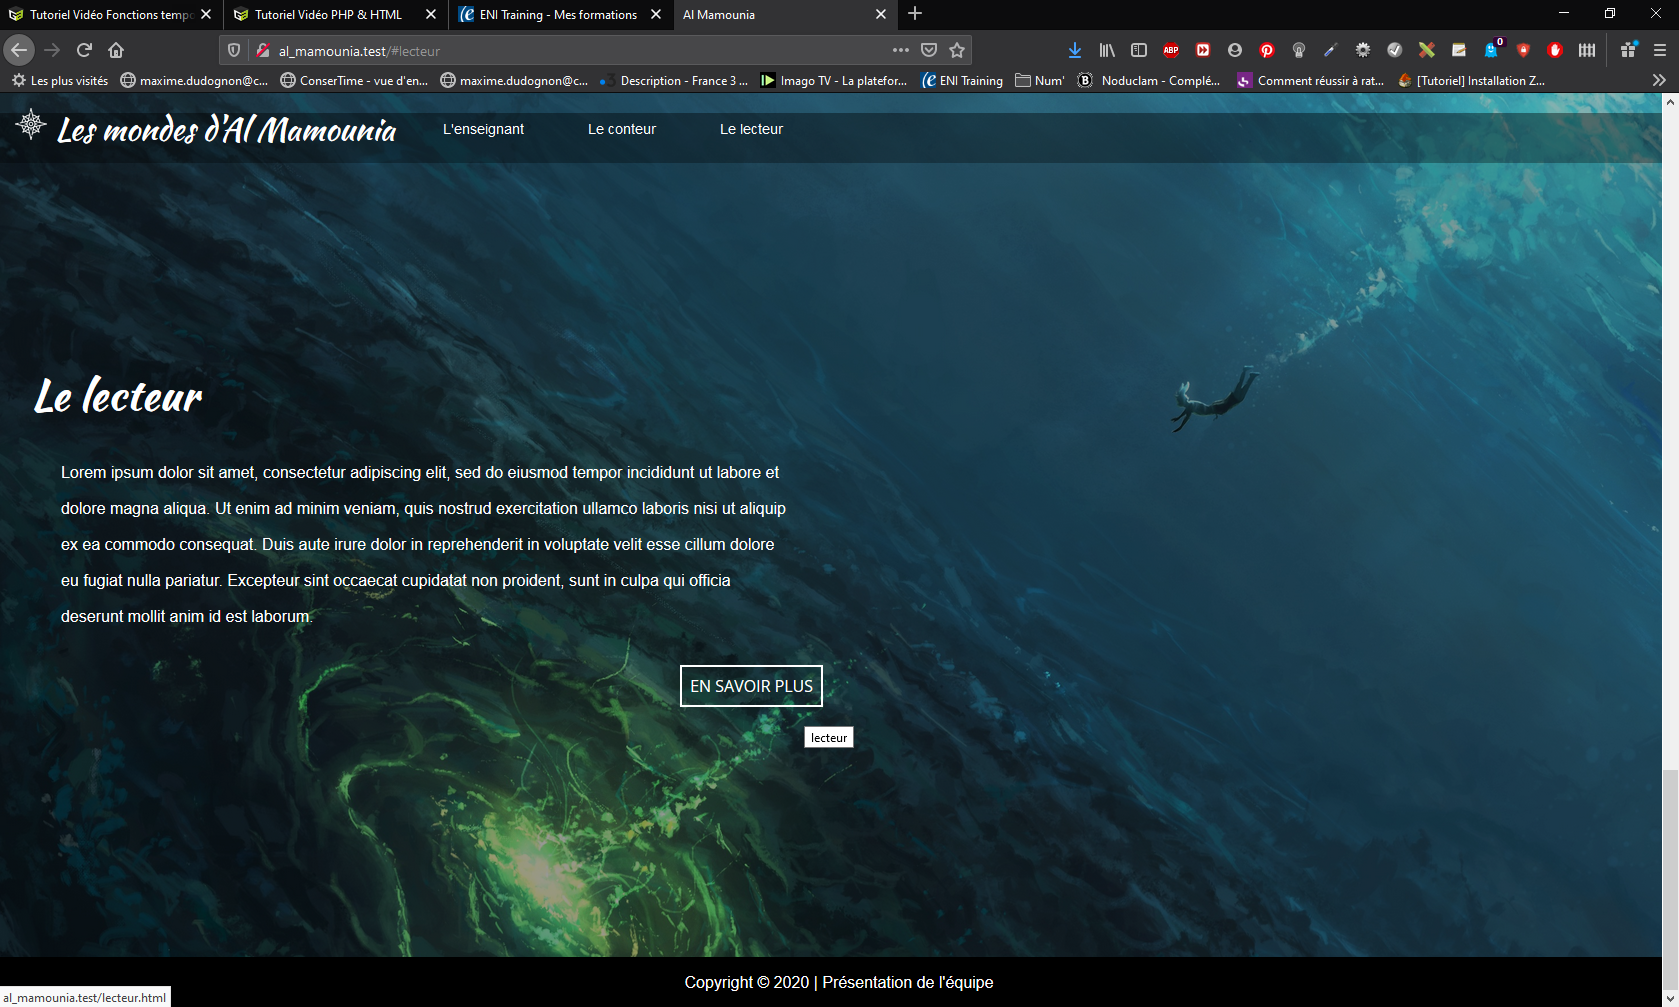 Tutoriel Vidéo Fonctions tempo
Tutoriel Vidéo PHP & HTML
ENI Training - Mes formations
Al Mamounia
al_mamounia.test/#lecteur
ABP
0
Les plus visités
maxime.dudognon@c...
ConserTime - vue d'en...
maxime.dudognon@c...
Description - France 3 ...
Imago TV - La platefor...
ENI Training
Num'
Noduclam - Complé...
Comment réussir à rat...
[Tutoriel] Installation Z...
Les mondes d'Al Mamounia
L'enseignant
Le conteur
Le lecteur
Le lecteur
Lorem ipsum dolor sit amet, consectetur adipiscing elit, sed do eiusmod tempor incididunt ut labore et
dolore magna aliqua. Ut enim ad minim veniam, quis nostrud exercitation ullamco laboris nisi ut aliquip
ex ea commodo consequat. Duis aute irure dolor in reprehenderit in voluptate velit esse cillum dolore
eu fugiat nulla pariatur. Excepteur sint occaecat cupidatat non proident, sunt in culpa qui officia
deserunt mollit anim id est laborum.
EN SAVOIR PLUS
lecteur
Copyright © 2020 | Présentation de l'équipe
al_mamounia.test/lecteur.html